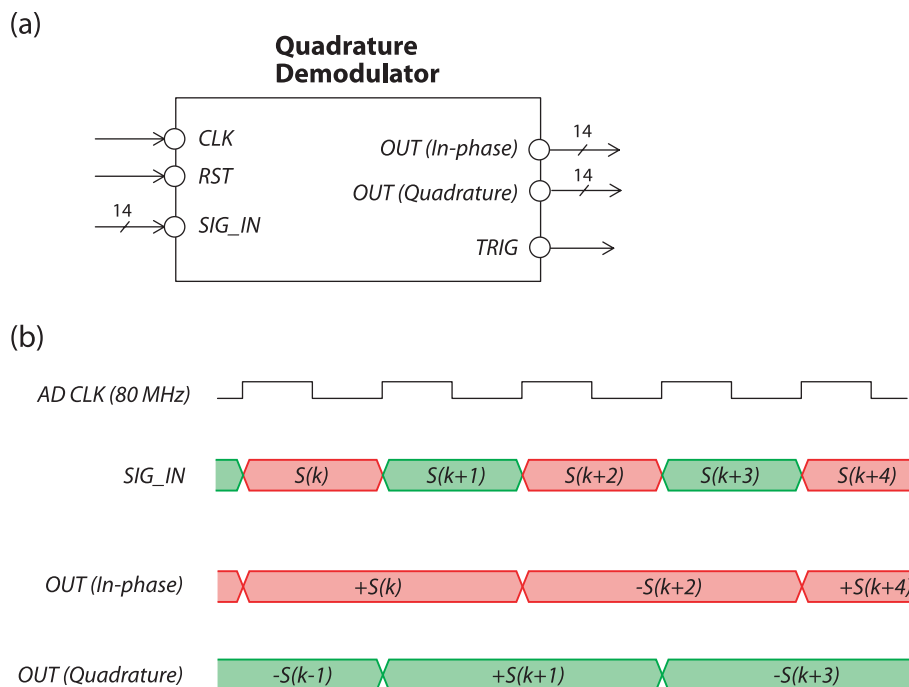 (a)
Quadrature
Demodulator
CLK
RST
14
SIG_IN
OUT (In-phase)
14
OUT (Quadrature)
14
TRIG
(b)
AD CLK (80 MHz)
SIG_IN
S(k)
S(k+1)
S(k+2)
S(k+3)
S(k+4)
OUT (In-phase)
+S(k)
-S(k+2)
+S(k+4)
OUT (Quadrature)
-S(k-1)
+S(k+1)
-S(k+3)